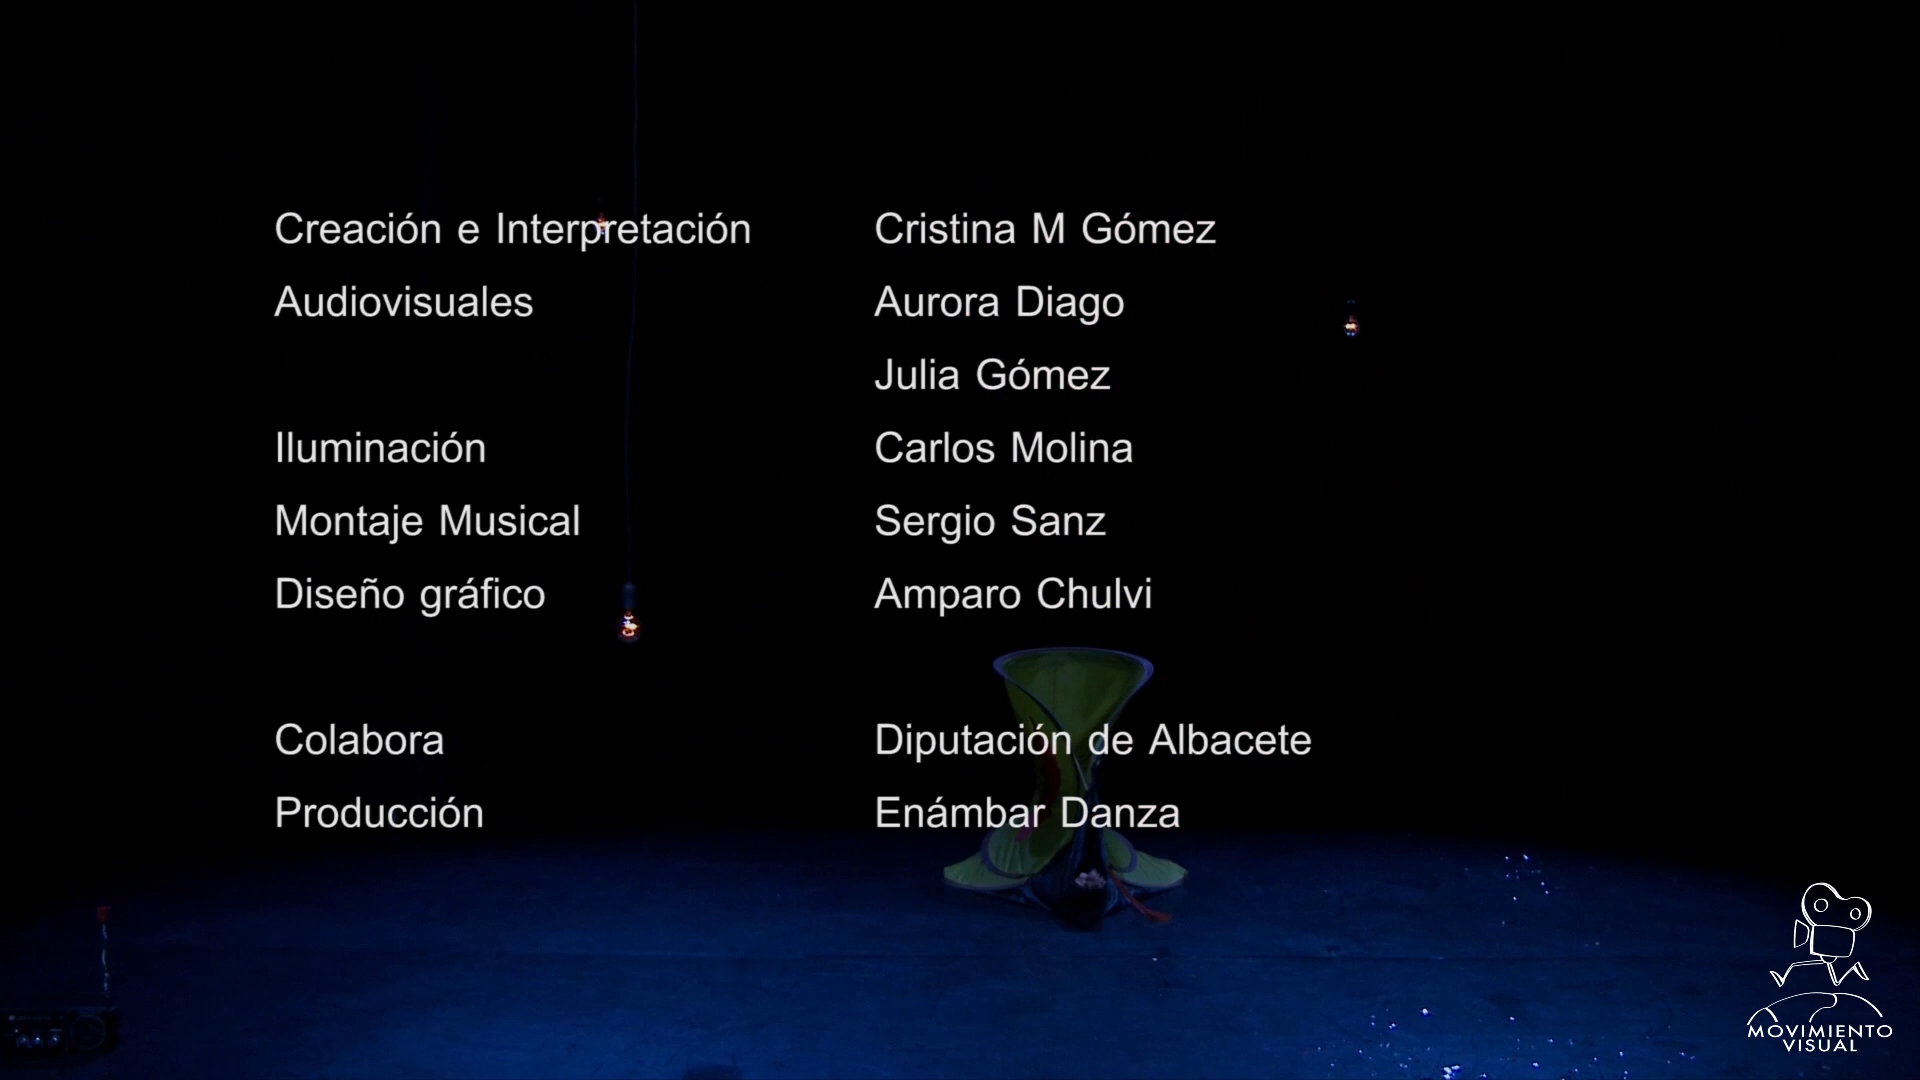 Creación e Interpretación Cristina M Gómez
Audiovisuales Aurora Diago
Julia Gómez
Iluminación Carlos Molina
Montaje Musical Sergio Sanz
Diseño gráfico Amparo Chulvi
Colabora Diputación de Albacete
Producción Enámbar Danza
MOVIMIENTO
VISUAL